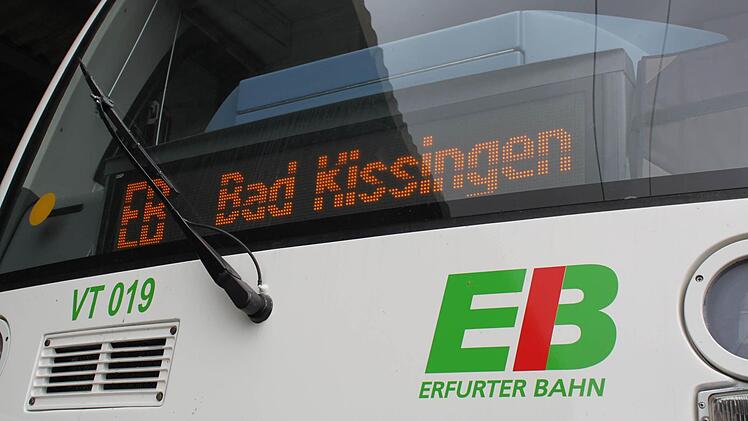 EB Bad Kissingen
VT 019
EB
ERFURTER BAHN